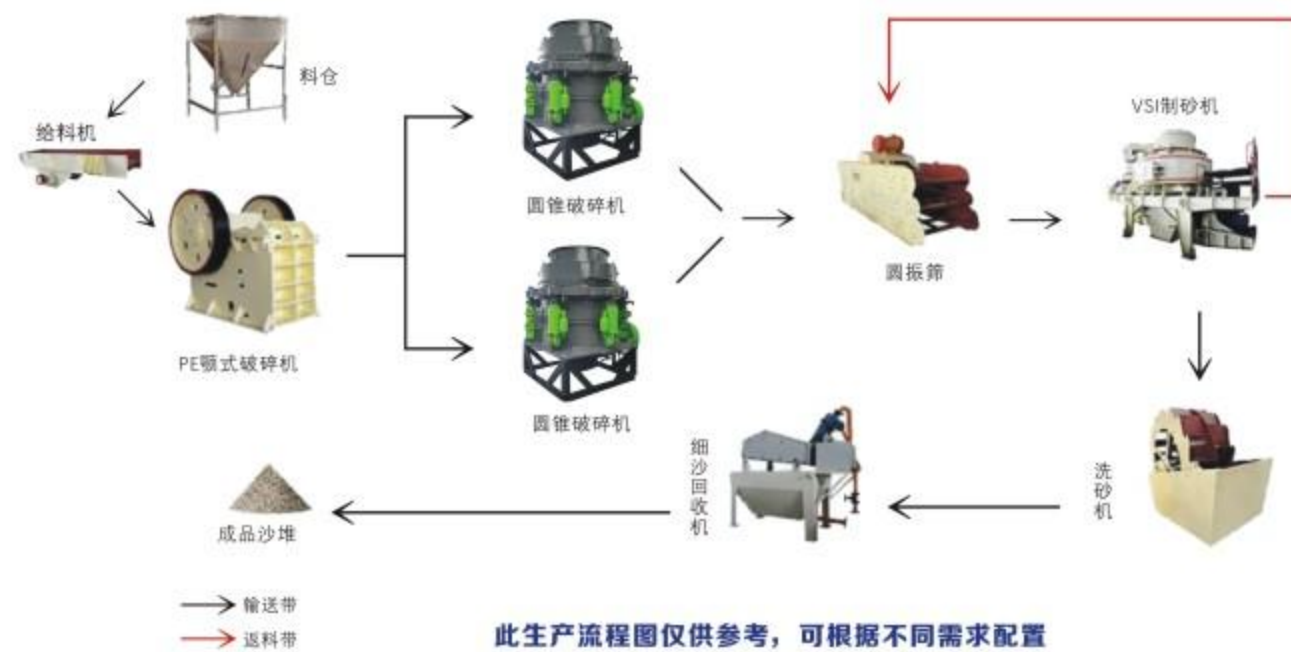 料仓
给料机
PE颚式破碎机
圆锥破碎机
圆锥破碎机
圆振筛
VSI制砂机
洗砂机
细沙回收机
成品沙堆
输送带
返料带
此生产流程图仅供参考，可根据不同需求配置